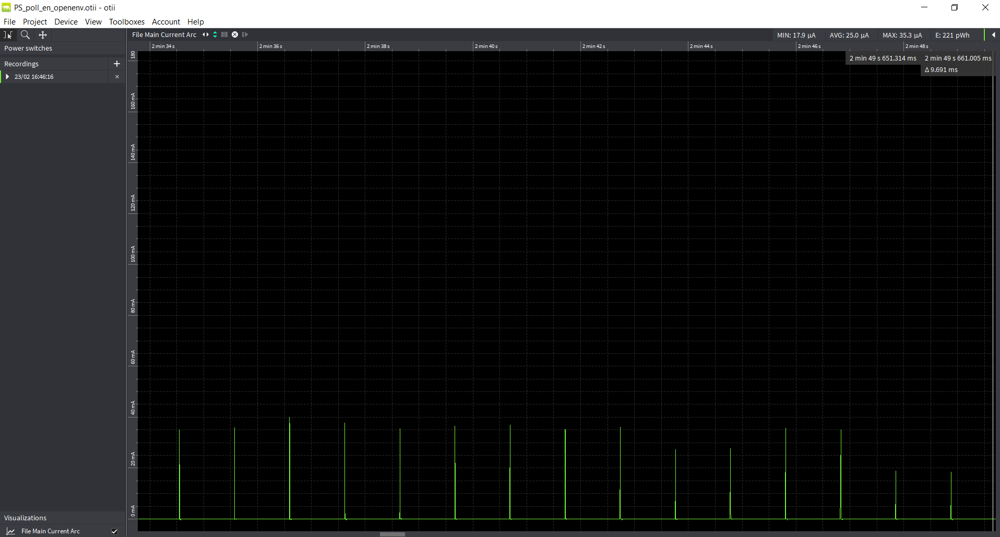 PS_poll_en_openenv.otii - otii
File Project Device View Toolboxes Account Help
File Main Current Arc
MIN: 17.9 µA AVG: 25.0 µA MAX: 35.3 µA E: 221 pWh
Power switches
2 min 34 s 2 min 36 s 2 min 38 s 2 min 40 s 2 min 42 s 2 min 44 s 2 min 46 s 2 min 48 s
2 min 49 s 651.314 ms 2 min 49 s 661.005 ms
Δ 9.691 ms
Recordings
23/02 16:46:16
180
160 mA
140 mA
120 mA
100 mA
80 mA
60 mA
40 mA
20 mA
0 mA
Visualizations
File Main Current Arc